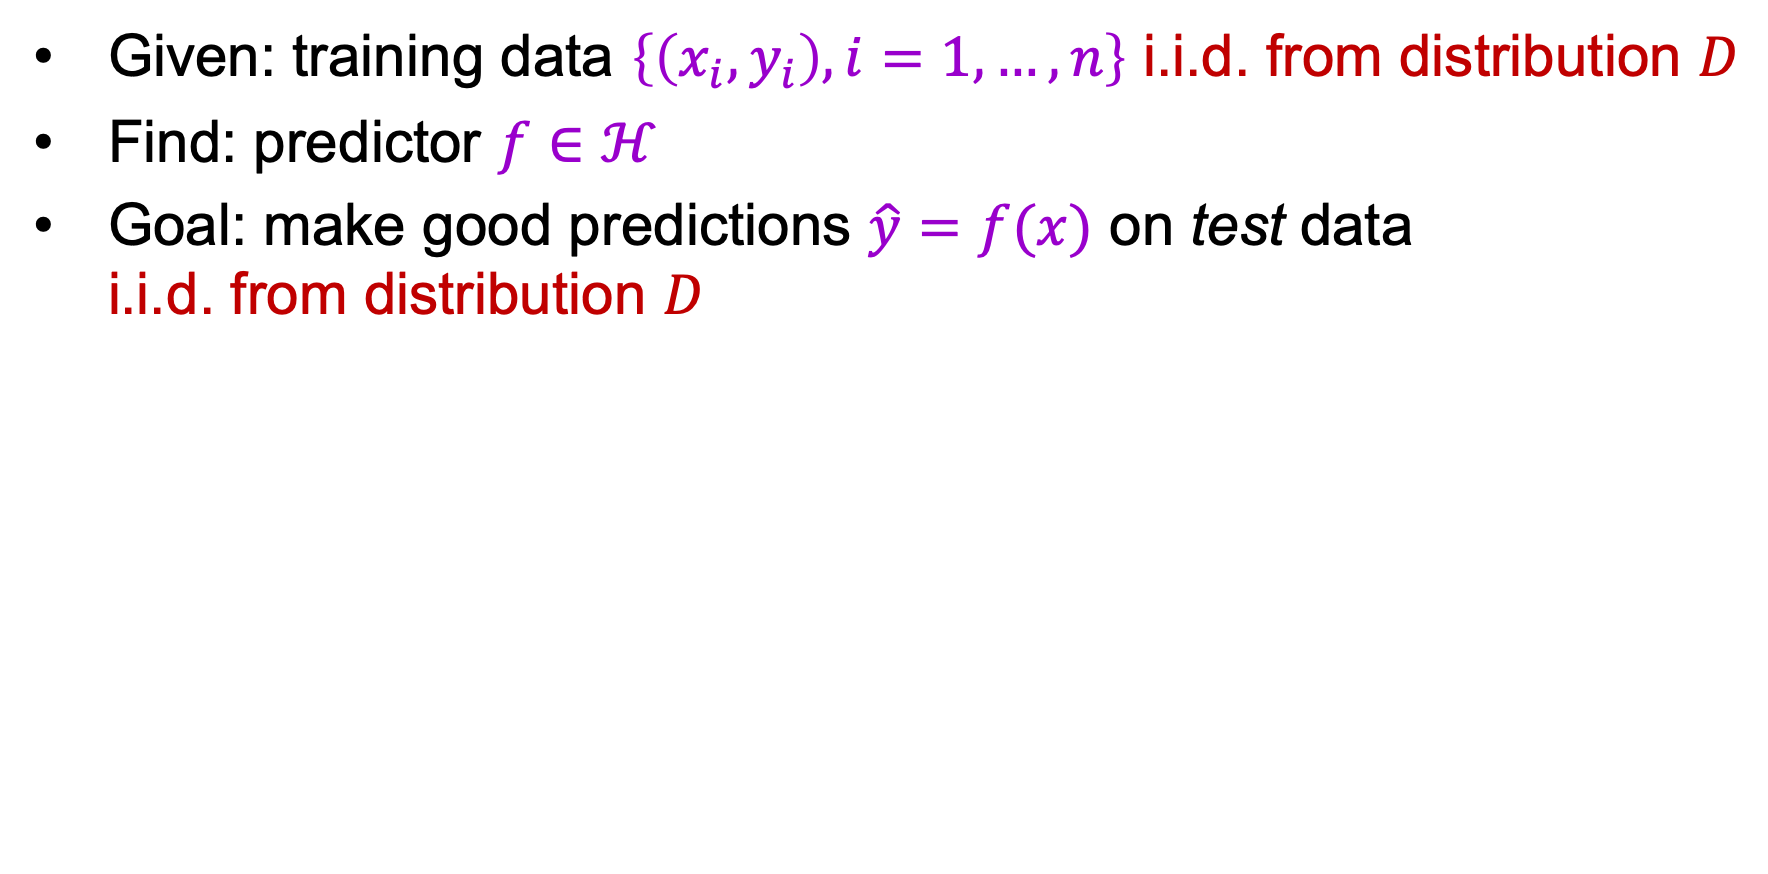 • Given: training data {(xᵢ, yᵢ), i = 1, … , n} i.i.d. from distribution D
• Find: predictor f ∈ ℋ
• Goal: make good predictions ŷ = f(x) on test data
i.i.d. from distribution D